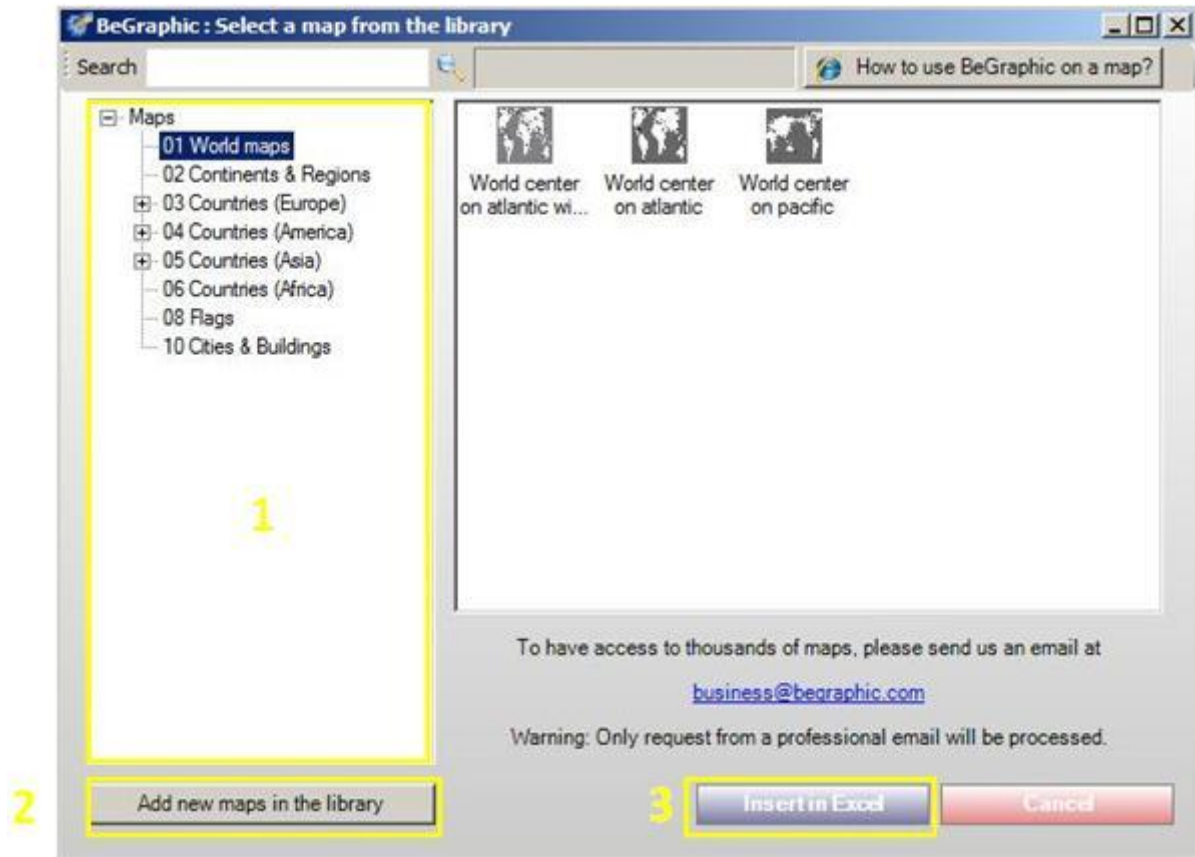 BeGraphic : Select a map from the library
Search
How to use BeGraphic on a map?
Maps
01 World maps
02 Continents & Regions
03 Countries (Europe)
04 Countries (America)
05 Countries (Asia)
06 Countries (Africa)
08 Flags
10 Cities & Buildings
1
World center
on atlantic wi...
World center
on atlantic
World center
on pacific
To have access to thousands of maps, please send us an email at
business@begraphic.com
Warning: Only request from a professional email will be processed.
2
Add new maps in the library
3
Insert in Excel
Cancel